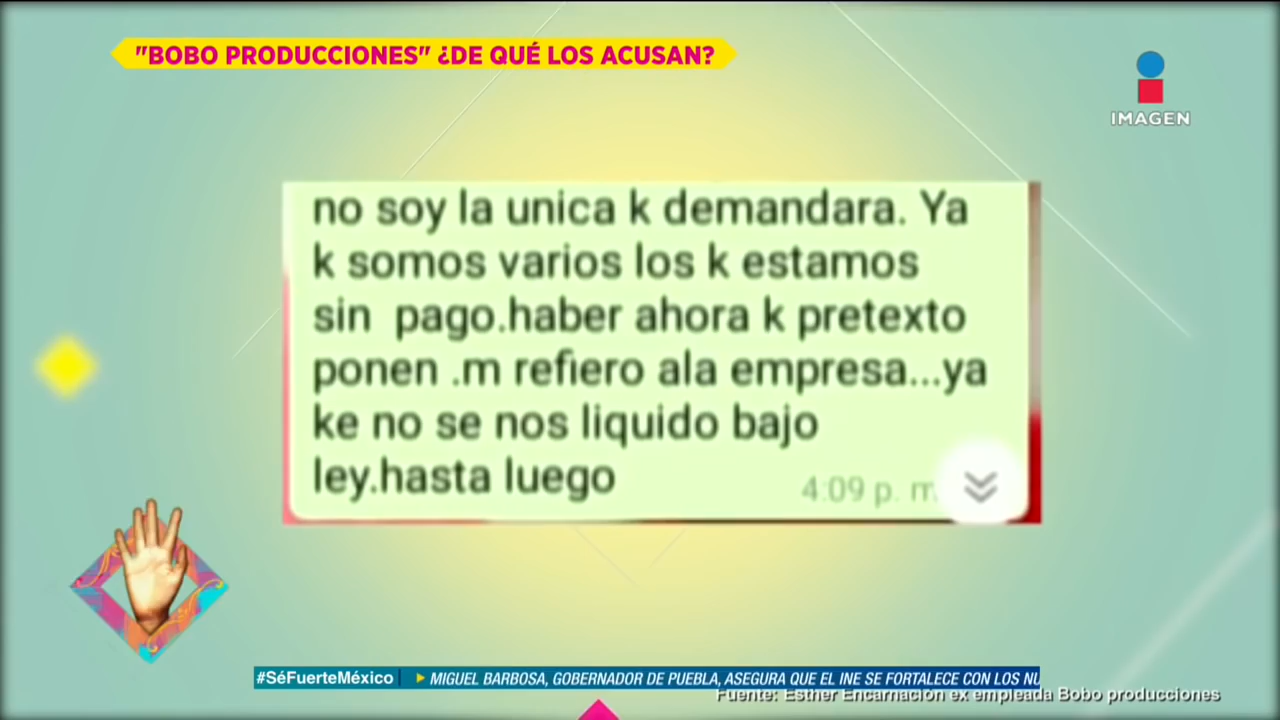 "BOBO PRODUCCIONES" ¿DE QUÉ LOS ACUSAN?
IMAGEN
no soy la unica k demandara. Ya
k somos varios los k estamos
sin pago.haber ahora k pretexto
ponen .m refiero ala empresa...ya
ke no se nos liquido bajo
ley.hasta luego
4:09 p. m.
#SéFuerteMéxico MIGUEL BARBOSA, GOBERNADOR DE PUEBLA, ASEGURA QUE EL INE SE FORTALECE CON LOS NU
Fuente: Esther Encarnación ex empleada Bobo producciones